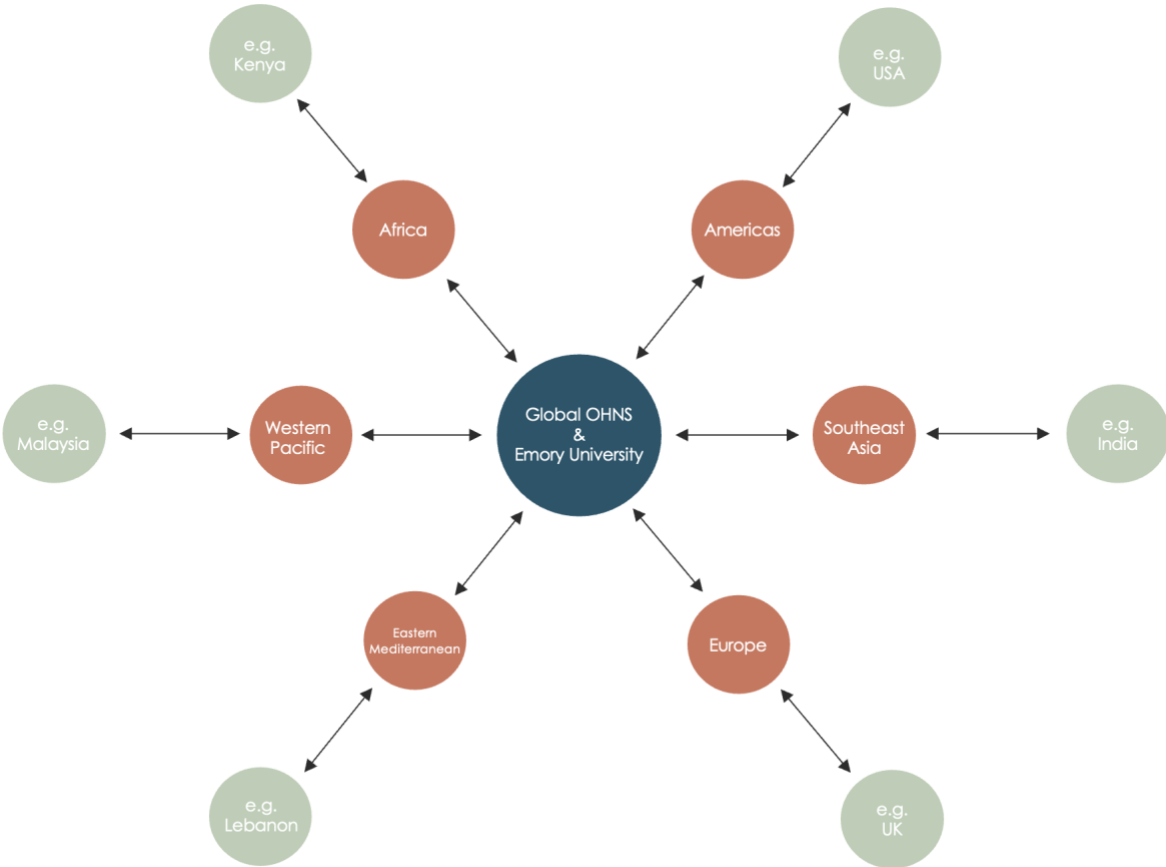 e.g.
Kenya
e.g.
USA
Africa
Americas
e.g.
Malaysia
Western
Pacific
Global OHNS
&
Emory University
Southeast
Asia
e.g.
India
Eastern
Mediterranean
Europe
e.g.
Lebanon
e.g.
UK